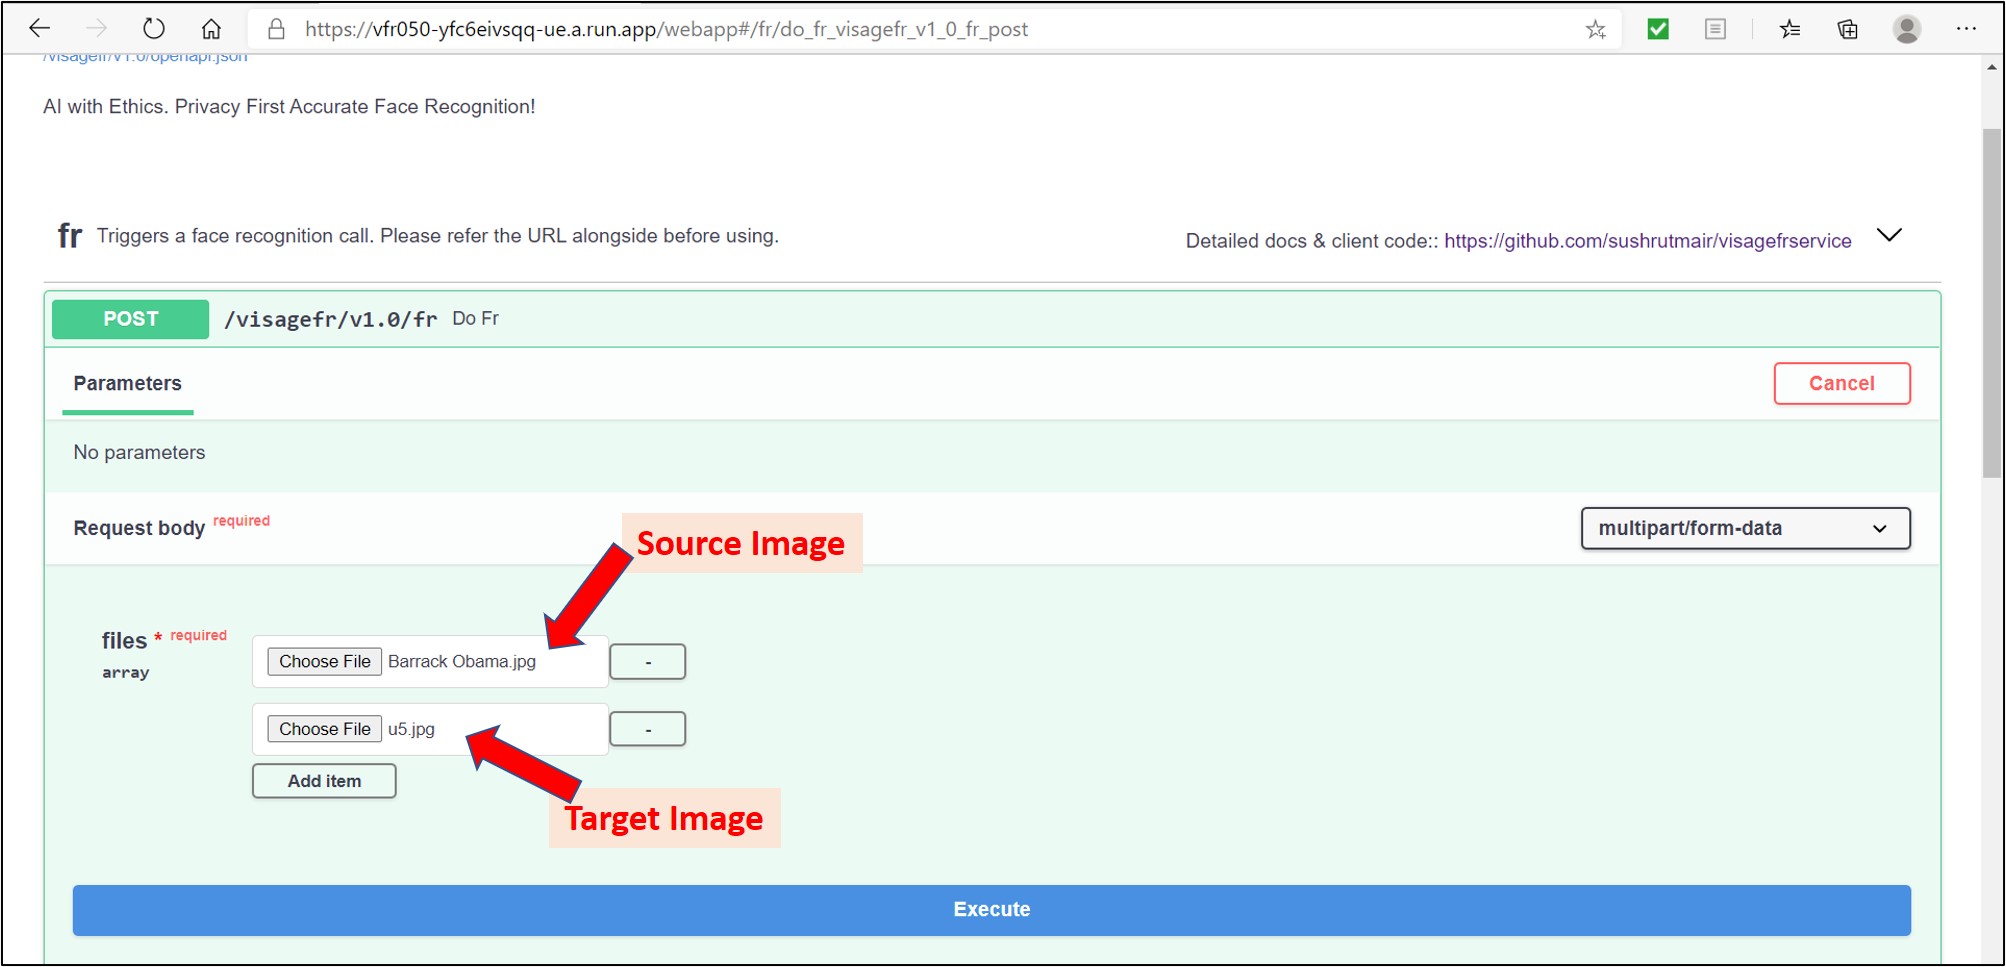 https://vfr050-yfc6eivsqq-ue.a.run.app/webapp#/fr/do_fr_visagefr_v1_0_fr_post
/visagefr/v1.0/openapi.json
AI with Ethics. Privacy First Accurate Face Recognition!
fr Triggers a face recognition call. Please refer the URL alongside before using.
Detailed docs & client code:: https://github.com/sushrutmair/visagefrservice
POST /visagefr/v1.0/fr Do Fr
Parameters
Cancel
No parameters
Request body required
multipart/form-data
Source Image
files * required
array
Choose File Barrack Obama.jpg -
Choose File u5.jpg -
Add item
Target Image
Execute